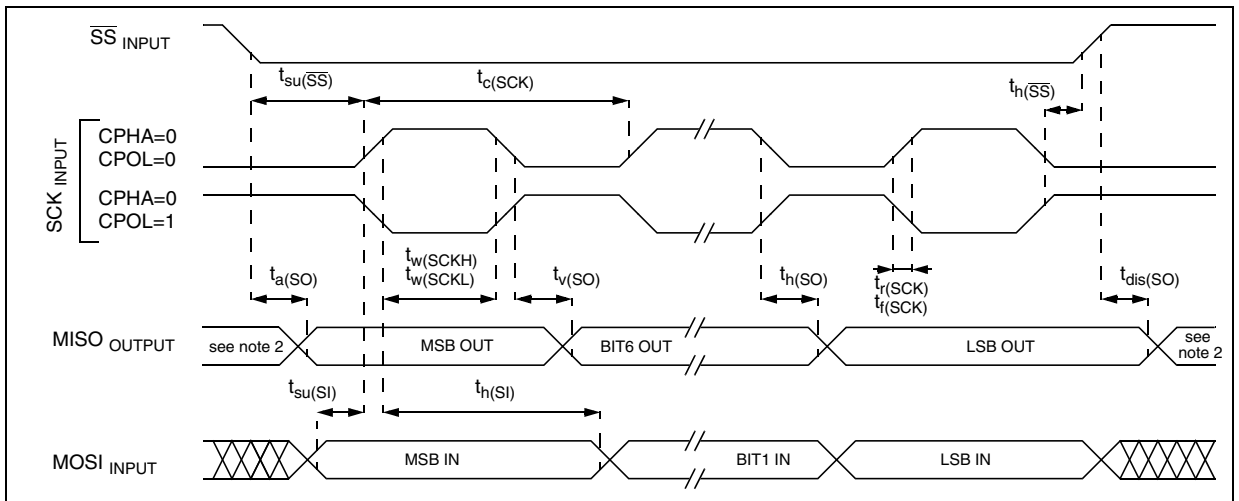 SS INPUT
tsu(SS)
tc(SCK)
th(SS)
SCK INPUT
CPHA=0
CPOL=0
CPHA=0
CPOL=1
ta(SO)
tw(SCKH)
tw(SCKL)
tv(SO)
th(SO)
tr(SCK)
tf(SCK)
tdis(SO)
MISO OUTPUT
see note 2
MSB OUT
BIT6 OUT
LSB OUT
see
note 2
tsu(SI)
th(SI)
MOSI INPUT
MSB IN
BIT1 IN
LSB IN